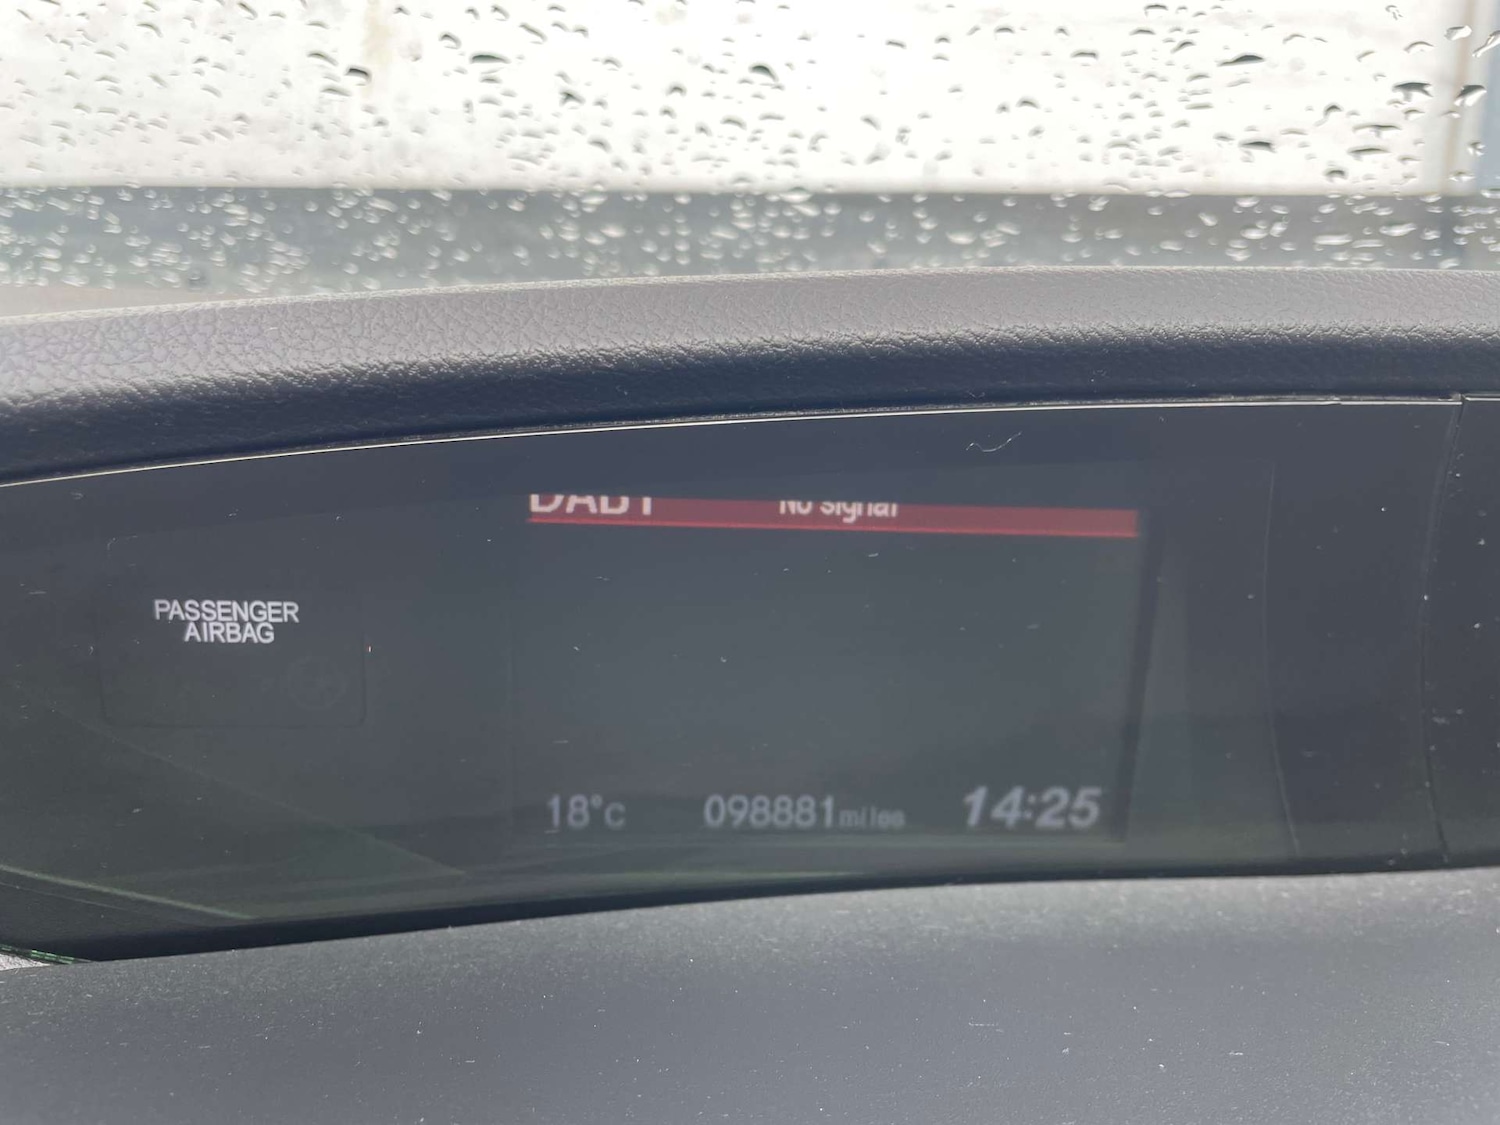 DAB1 No signal
PASSENGER
AIRBAG
18°C 098881miles 14:25